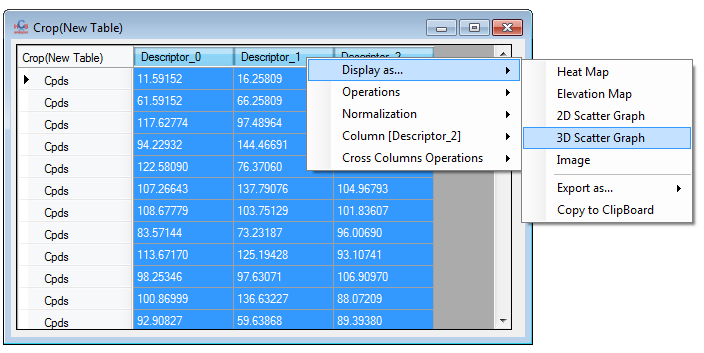 Crop(New Table)
Crop(New Table) Descriptor_0 Descriptor_1 Descriptor_2
Cpds 11.59152 16.25809
Cpds 61.59152 66.25809
Cpds 117.62774 97.48964
Cpds 94.22932 144.46691
Cpds 122.58090 76.37060
Cpds 107.26643 137.79076 104.96793
Cpds 108.67779 103.75129 101.83607
Cpds 83.57144 73.23187 96.00690
Cpds 113.67170 125.19428 93.10741
Cpds 98.25346 97.63071 106.90970
Cpds 100.86999 136.63227 88.07209
Cpds 92.90827 59.63868 89.39380
Display as...
Operations
Normalization
Column [Descriptor_2]
Cross Columns Operations
Heat Map
Elevation Map
2D Scatter Graph
3D Scatter Graph
Image
Export as...
Copy to ClipBoard